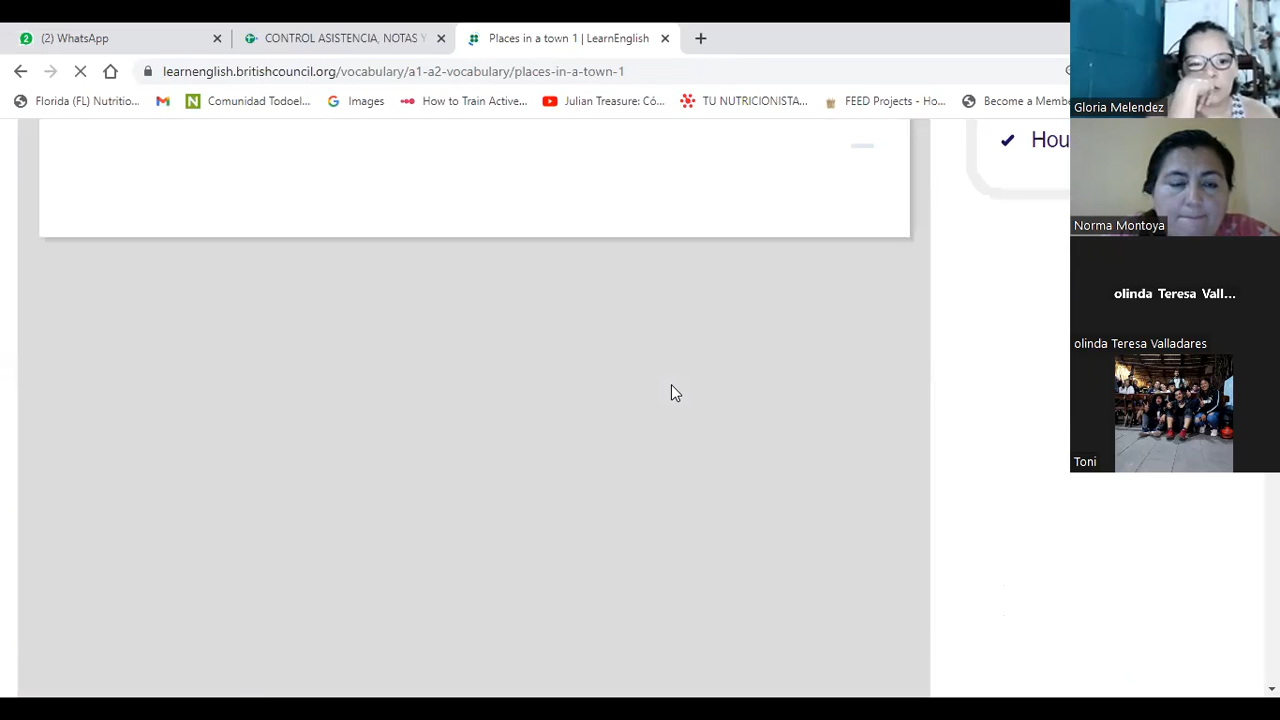 (2) WhatsApp
CONTROL ASISTENCIA, NOTAS Y
Places in a town 1 | LearnEnglish
learnenglish.britishcouncil.org/vocabulary/a1-a2-vocabulary/places-in-a-town-1
Florida (FL) Nutritio...
Comunidad Todoel...
Images
How to Train Active...
Julian Treasure: Có...
TU NUTRICIONISTA...
FEED Projects - Ho...
Become a Membe
Hou
Gloria Melendez
Norma Montoya
olinda Teresa Vall...
olinda Teresa Valladares
Toni